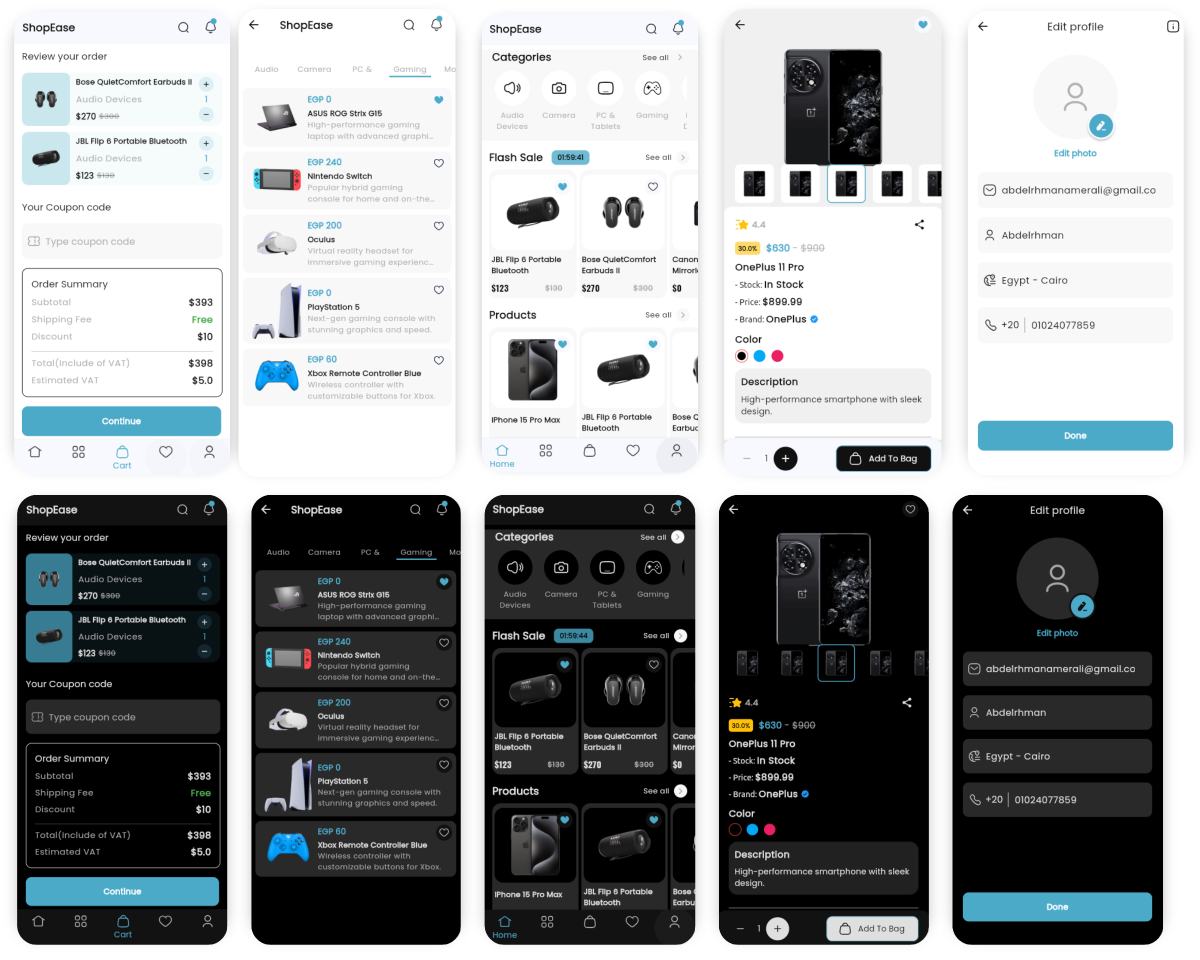 ShopEase
Review your order
Bose QuietComfort Earbuds II
Audio Devices
1
$270 $300
JBL Flip 6 Portable Bluetooth
Audio Devices
1
$123 $130
Your Coupon code
Type coupon code
Order Summary
Subtotal $393
Shipping Fee Free
Discount $10
Total(Include of VAT) $398
Estimated VAT $5.0
Continue
Cart
ShopEase
Audio Camera PC & Gaming Mo
EGP 0
ASUS ROG Strix G15
High-performance gaming
laptop with advanced graphi...
EGP 240
Nintendo Switch
Popular hybrid gaming
console for home and on-the...
EGP 200
Oculus
Virtual reality headset for
immersive gaming experienc...
EGP 0
PlayStation 5
Next-gen gaming console with
stunning graphics and speed.
EGP 60
Xbox Remote Controller Blue
Wireless controller with
customizable buttons for Xbox.
ShopEase
Categories See all
Audio
Devices
Camera
PC &
Tablets
Gaming
Flash Sale 01:59:41 See all
JBL Flip 6 Portable
Bluetooth
$123 $130
Bose QuietComfort
Earbuds II
$270 $300
Canon
Mirrorl
$0
Products See all
iPhone 15 Pro Max
JBL Flip 6 Portable
Bluetooth
Bose Q
Earbu
Home
4.4
30.0% $630 - $900
OnePlus 11 Pro
- Stock: In Stock
- Price: $899.99
- Brand: OnePlus
Color
Description
High-performance smartphone with sleek
design.
1
Add To Bag
Edit profile
Edit photo
abdelrhmanamerali@gmail.co
Abdelrhman
Egypt - Cairo
+20 01024077859
Done
ShopEase
Review your order
Bose QuietComfort Earbuds II
Audio Devices
1
$270 $300
JBL Flip 6 Portable Bluetooth
Audio Devices
1
$123 $130
Your Coupon code
Type coupon code
Order Summary
Subtotal $393
Shipping Fee Free
Discount $10
Total(Include of VAT) $398
Estimated VAT $5.0
Continue
Cart
ShopEase
Audio Camera PC & Gaming Mo
EGP 0
ASUS ROG Strix G15
High-performance gaming
laptop with advanced graphi...
EGP 240
Nintendo Switch
Popular hybrid gaming
console for home and on-the...
EGP 200
Oculus
Virtual reality headset for
immersive gaming experienc...
EGP 0
PlayStation 5
Next-gen gaming console with
stunning graphics and speed.
EGP 60
Xbox Remote Controller Blue
Wireless controller with
customizable buttons for Xbox.
ShopEase
Categories See all
Audio
Devices
Camera
PC &
Tablets
Gaming
Flash Sale 01:59:44 See all
JBL Flip 6 Portable
Bluetooth
$123 $130
Bose QuietComfort
Earbuds II
$270 $300
Canon
Mirror
$0
Products See all
iPhone 15 Pro Max
JBL Flip 6 Portable
Bluetooth
Bose
Earbu
Home
4.4
30.0% $630 - $900
OnePlus 11 Pro
- Stock: In Stock
- Price: $899.99
- Brand: OnePlus
Color
Description
High-performance smartphone with sleek
design.
1
Add To Bag
Edit profile
Edit photo
abdelrhmanamerali@gmail.co
Abdelrhman
Egypt - Cairo
+20 01024077859
Done